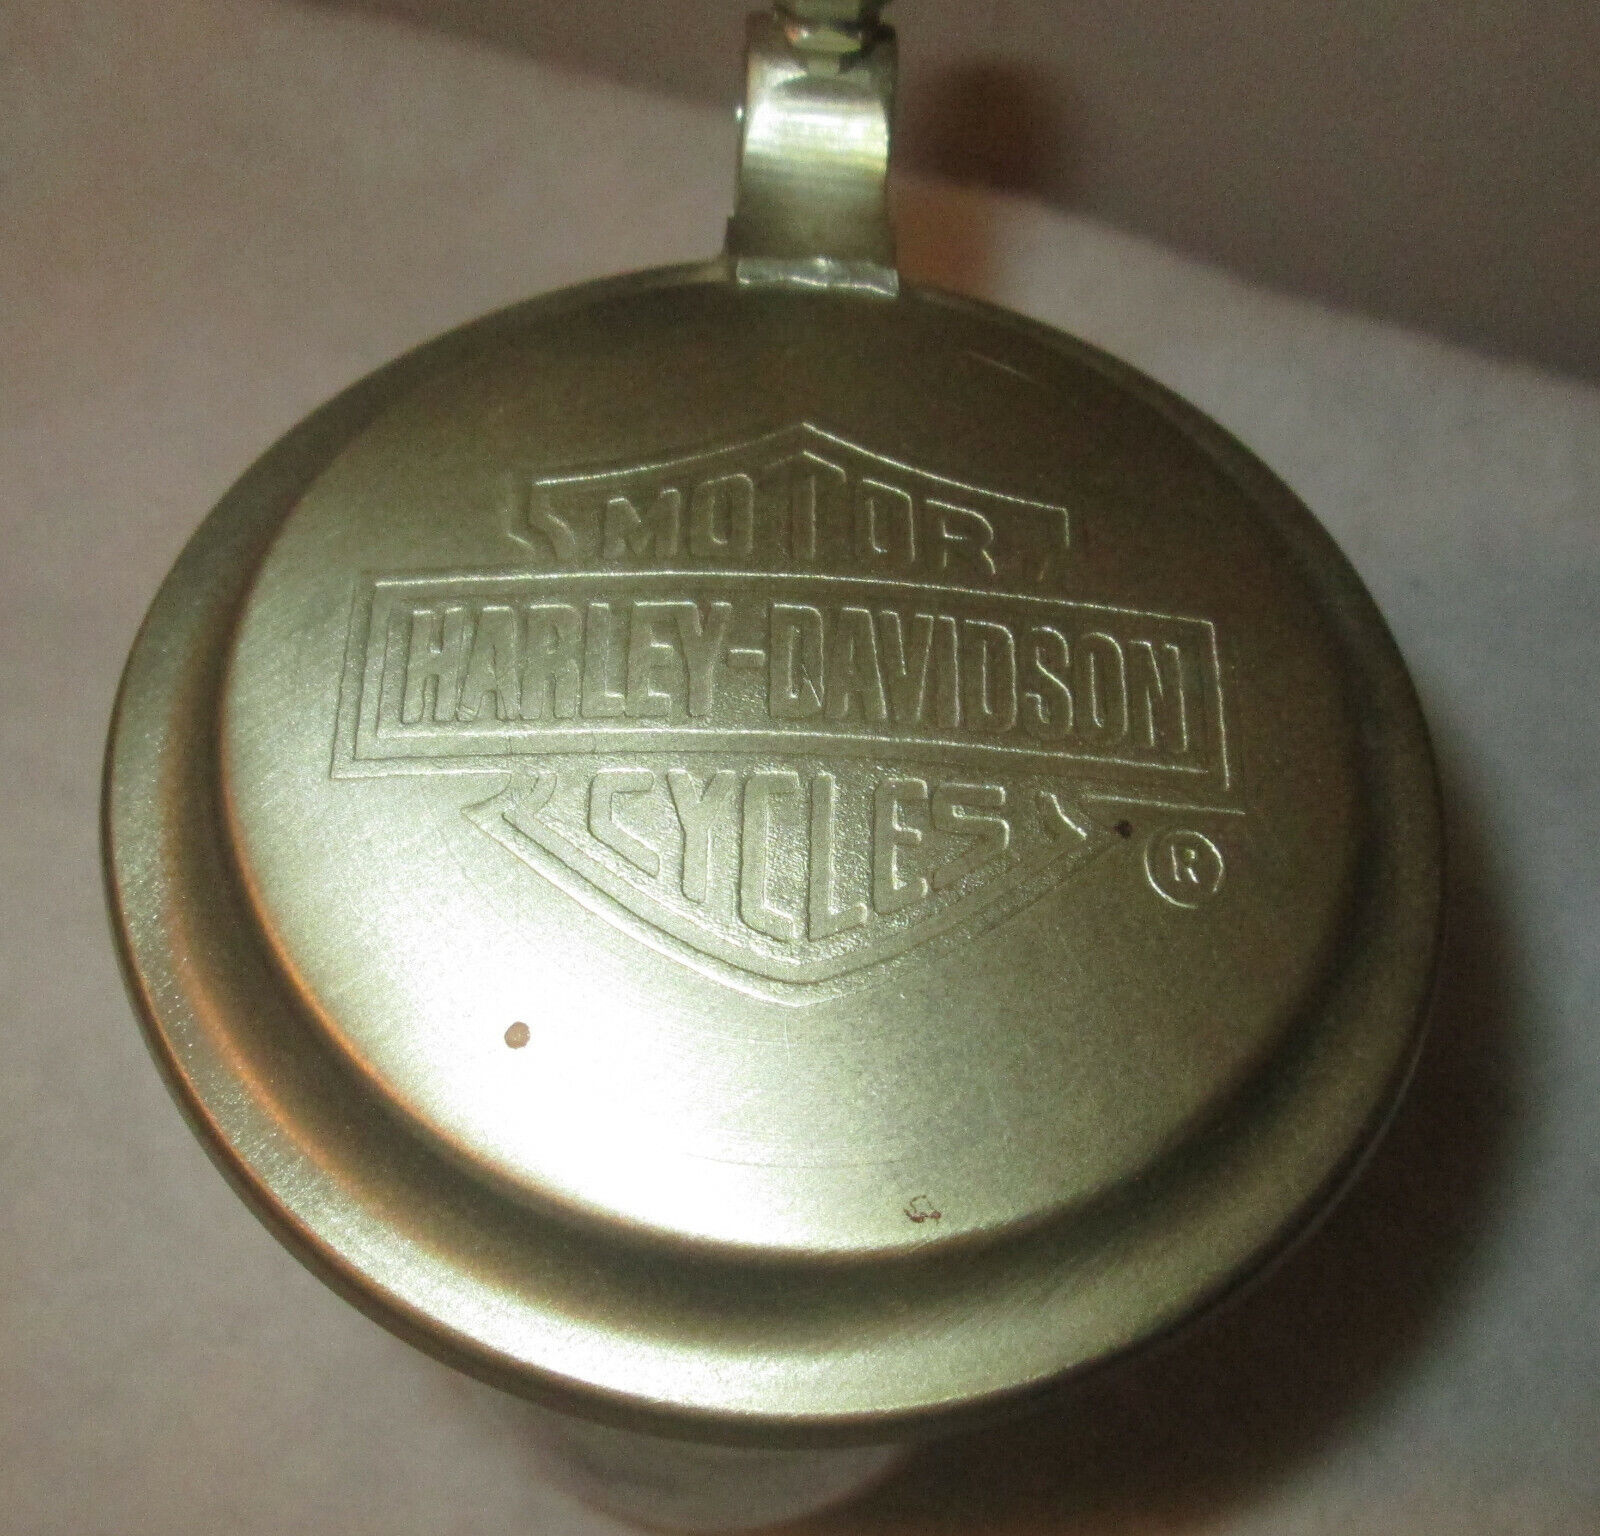 MOTOR
HARLEY-DAVIDSON
CYCLES
®